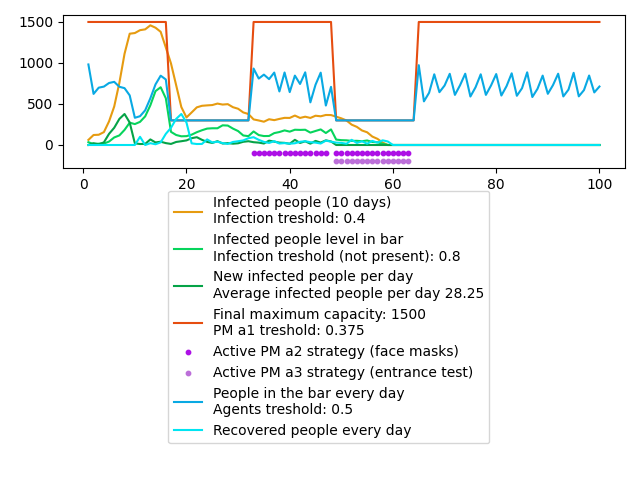 1500
1000
500
0
0 20 40 60 80 100
Infected people (10 days)
Infection treshold: 0.4
Infected people level in bar
Infection treshold (not present): 0.8
New infected people per day
Average infected people per day 28.25
Final maximum capacity: 1500
PM a1 treshold: 0.375
Active PM a2 strategy (face masks)
Active PM a3 strategy (entrance test)
People in the bar every day
Agents treshold: 0.5
Recovered people every day